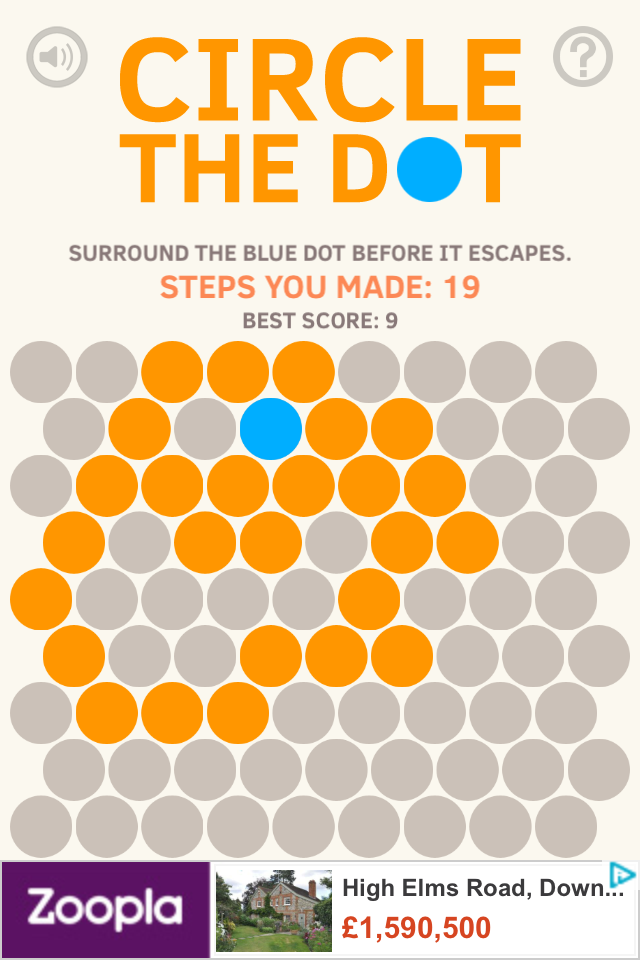 CIRCLE
THE DOT
SURROUND THE BLUE DOT BEFORE IT ESCAPES.
STEPS YOU MADE: 19
BEST SCORE: 9
?
Zoopla
High Elms Road, Down...
£1,590,500